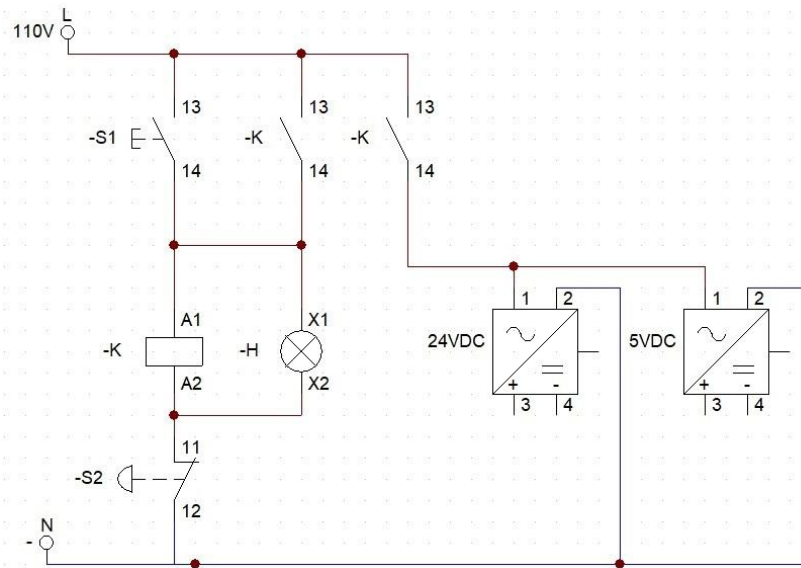 L
110V
13 13 13
-S1 -K -K
14 14 14
1 2 1 2
A1 X1
-K -H 24VDC 5VDC
A2 X2
+ - + -
3 4 3 4
11
-S2
12
N
-